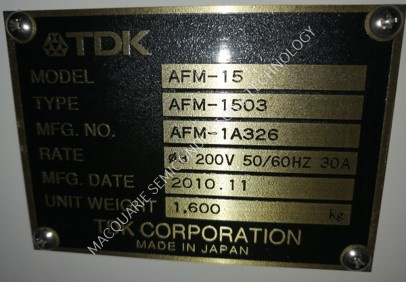 TDK
MODEL AFM-15
TYPE AFM-1503
MFG. NO. AFM-1A326
RATE 200V 50/60HZ 30A
MFG. DATE 2010.11
UNIT WEIGHT 1,600 kg
TDK CORPORATION
MADE IN JAPAN
MACQUARIE SEMICONDUCTOR TECHNOLOGY